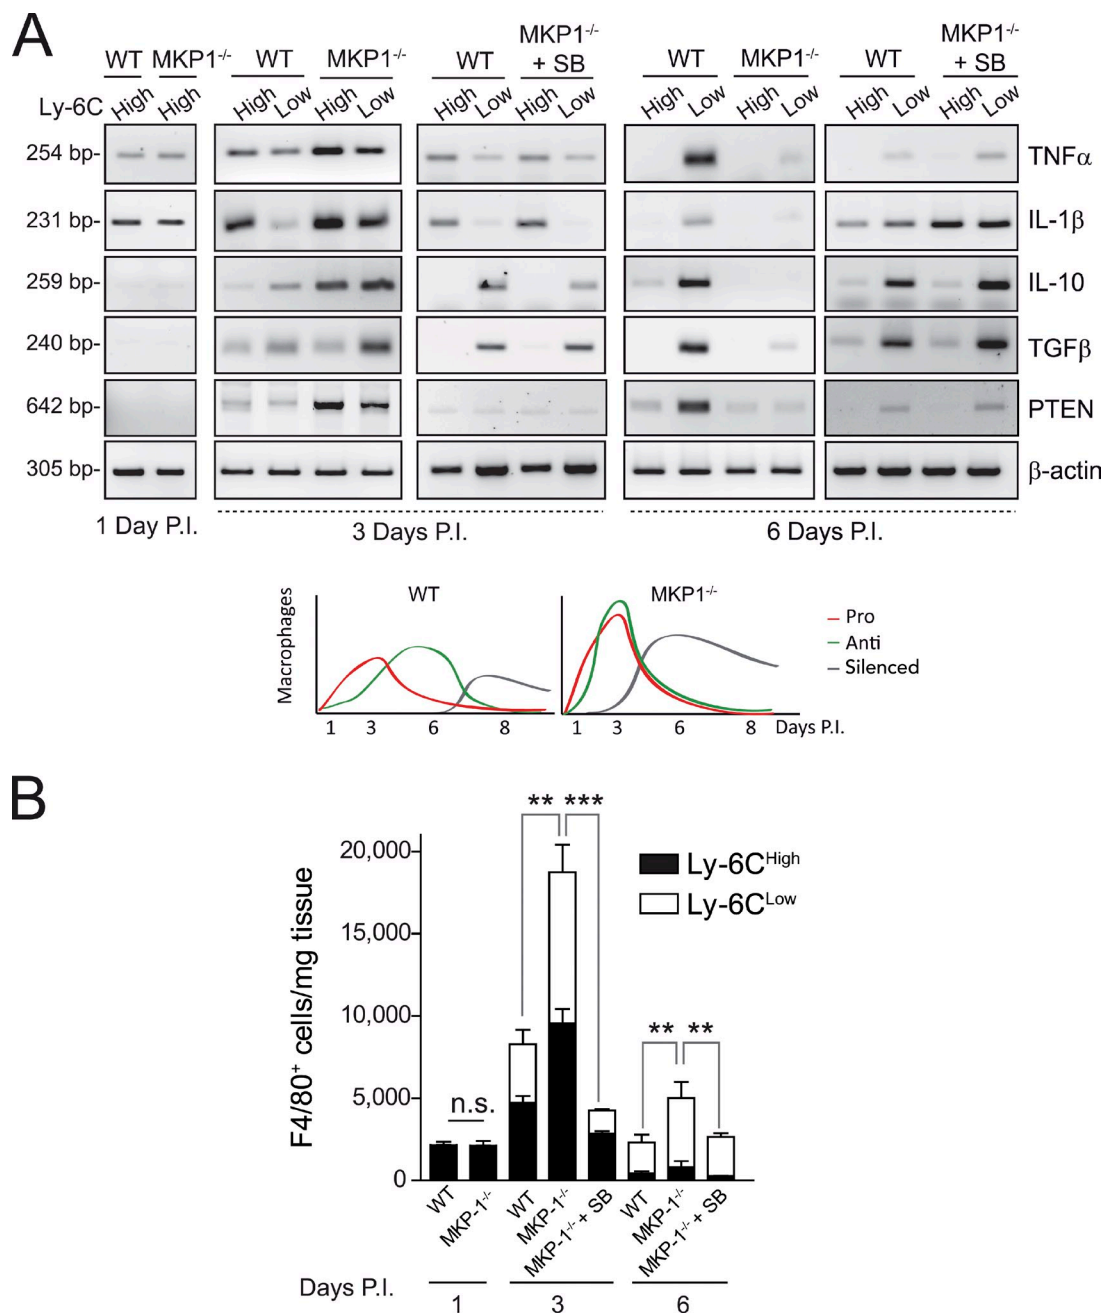 A
MKP1-/-
MKP1-/-
WT MKP1-/- WT MKP1-/- WT + SB WT MKP1-/- WT + SB
Ly-6C High High High Low High Low High Low High Low High Low High Low High Low High Low
254 bp- TNFα
231 bp- IL-1β
259 bp- IL-10
240 bp- TGFβ
642 bp- PTEN
305 bp- β-actin
1 Day P.I. 3 Days P.I. 6 Days P.I.
WT MKP1-/-
Macrophages
Pro
Anti
Silenced
1 3 6 8 1 3 6 8 Days P.I.
B
** ***
20,000
Ly-6CHigh
Ly-6CLow
15,000
10,000
** **
5,000
n.s.
0
F4/80+ cells/mg tissue
WT MKP-1-/- WT MKP-1-/- MKP-1-/- + SB WT MKP-1-/- MKP-1-/- + SB
Days P.I. 1 3 6